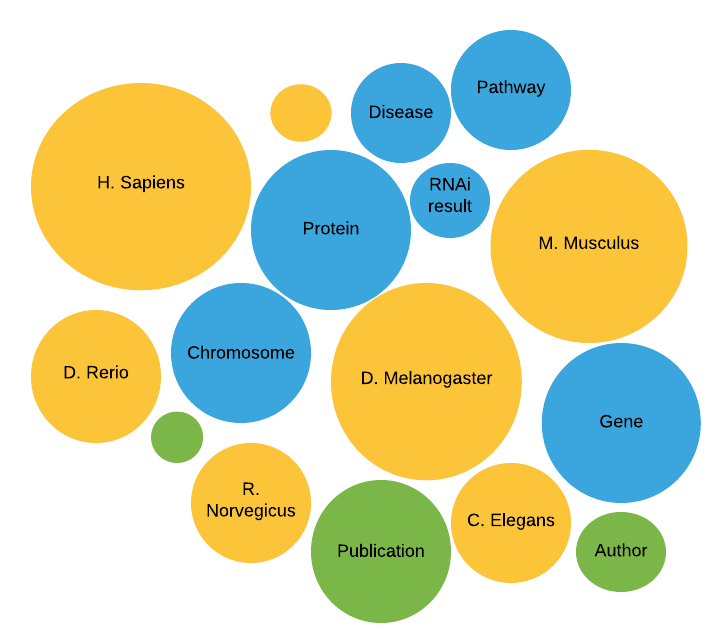 Pathway
Disease
H. Sapiens
RNAi
result
Protein
M. Musculus
Chromosome
D. Rerio
D. Melanogaster
Gene
R.
Norvegicus
C. Elegans
Publication
Author